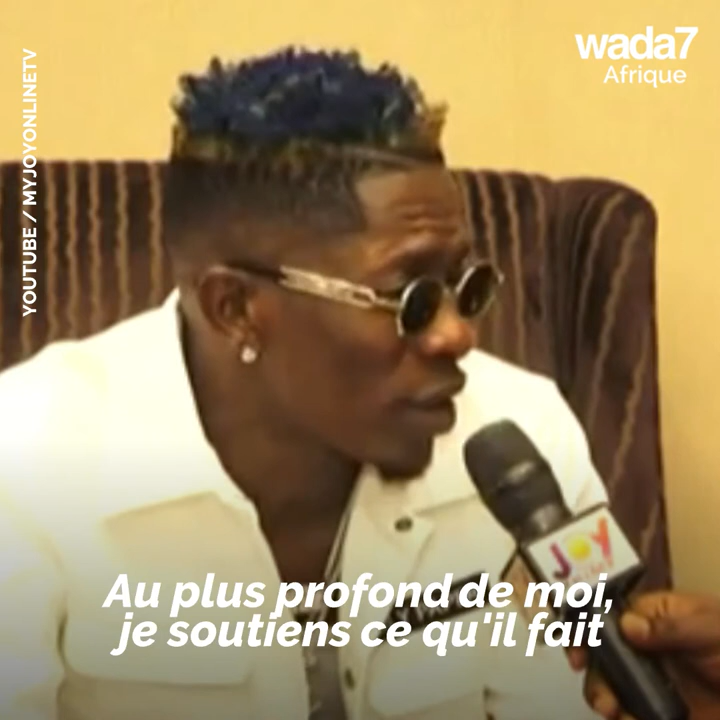 wada7
Afrique
YOUTUBE / MYJOYONLINETV
JOY
Au plus profond de moi,
je soutiens ce qu'il fait